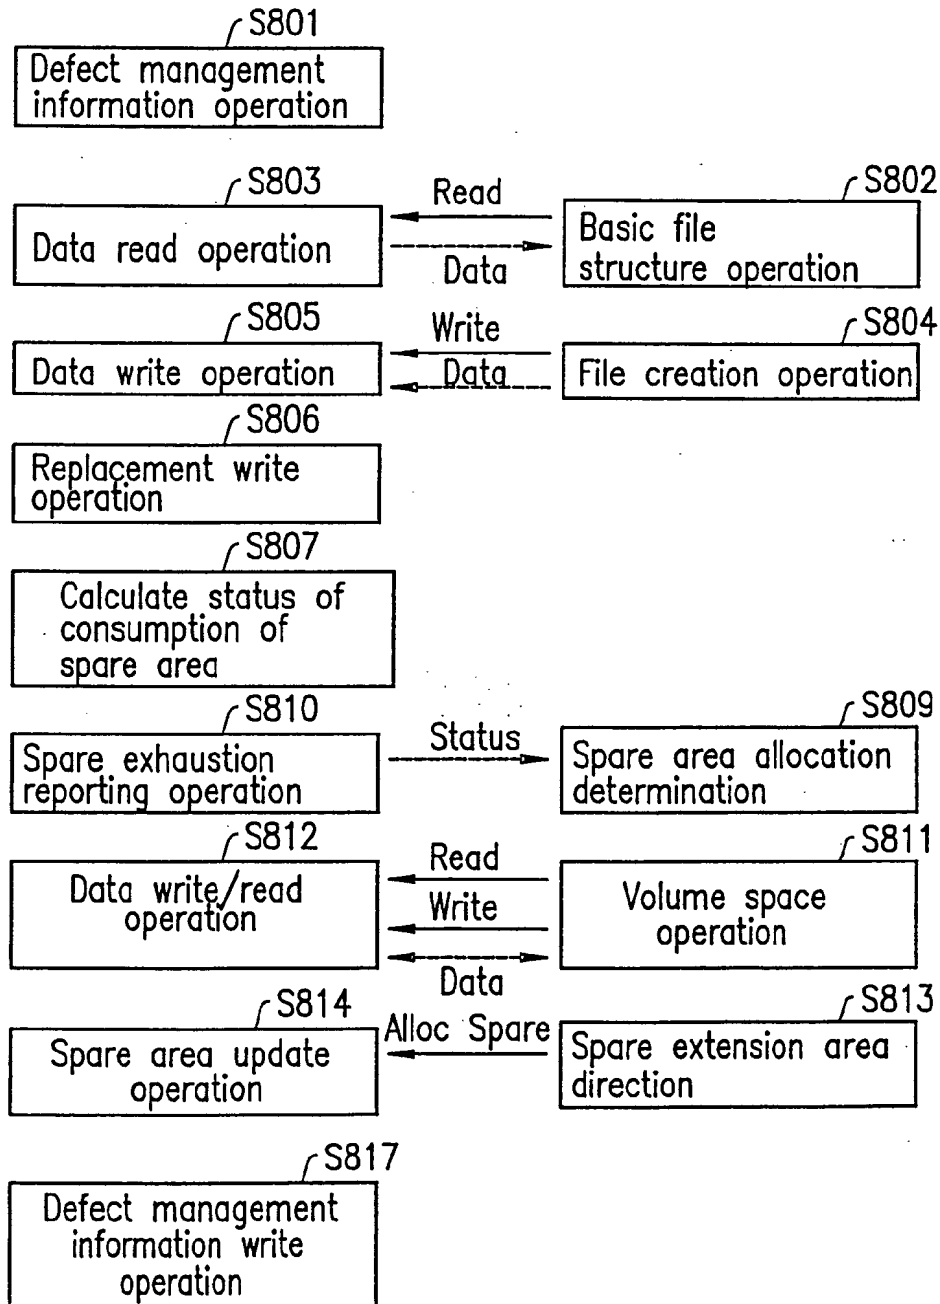 S801
Defect management
information operation
S803
Read
S802
Data read operation
Data
Basic file
structure operation
S805
Write
S804
Data write operation
Data
File creation operation
S806
Replacement write
operation
S807
Calculate status of
consumption of
spare area
S810
Status
S809
Spare exhaustion
reporting operation
Spare area allocation
determination
S812
Read
S811
Data write/read
operation
Write
Volume space
operation
Data
S814
Alloc Spare
S813
Spare area update
operation
Spare extension area
direction
S817
Defect management
information write
operation